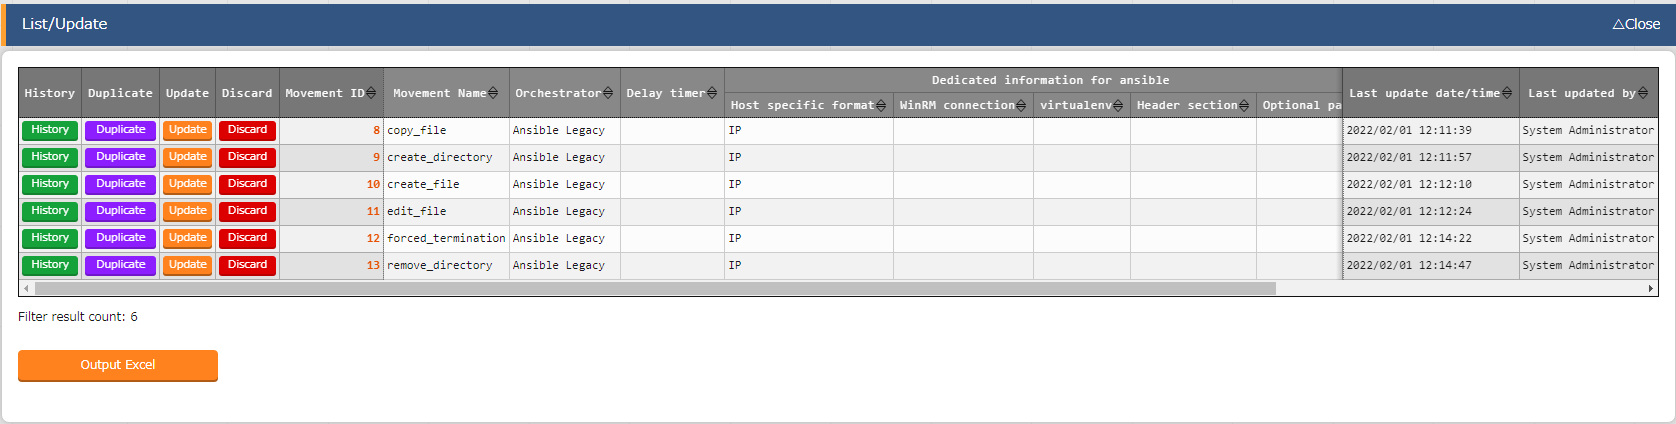 List/Update △Close
Dedicated information for ansible
History Duplicate Update Discard Movement ID Movement Name Orchestrator Delay timer Last update date/time Last updated by
Host specific format WinRM connection virtualenv Header section Optional pa
History Duplicate Update Discard 8 copy_file Ansible Legacy IP 2022/02/01 12:11:39 System Administrator
History Duplicate Update Discard 9 create_directory Ansible Legacy IP 2022/02/01 12:11:57 System Administrator
History Duplicate Update Discard 10 create_file Ansible Legacy IP 2022/02/01 12:12:10 System Administrator
History Duplicate Update Discard 11 edit_file Ansible Legacy IP 2022/02/01 12:12:24 System Administrator
History Duplicate Update Discard 12 forced_termination Ansible Legacy IP 2022/02/01 12:14:22 System Administrator
History Duplicate Update Discard 13 remove_directory Ansible Legacy IP 2022/02/01 12:14:47 System Administrator
Filter result count: 6
Output Excel